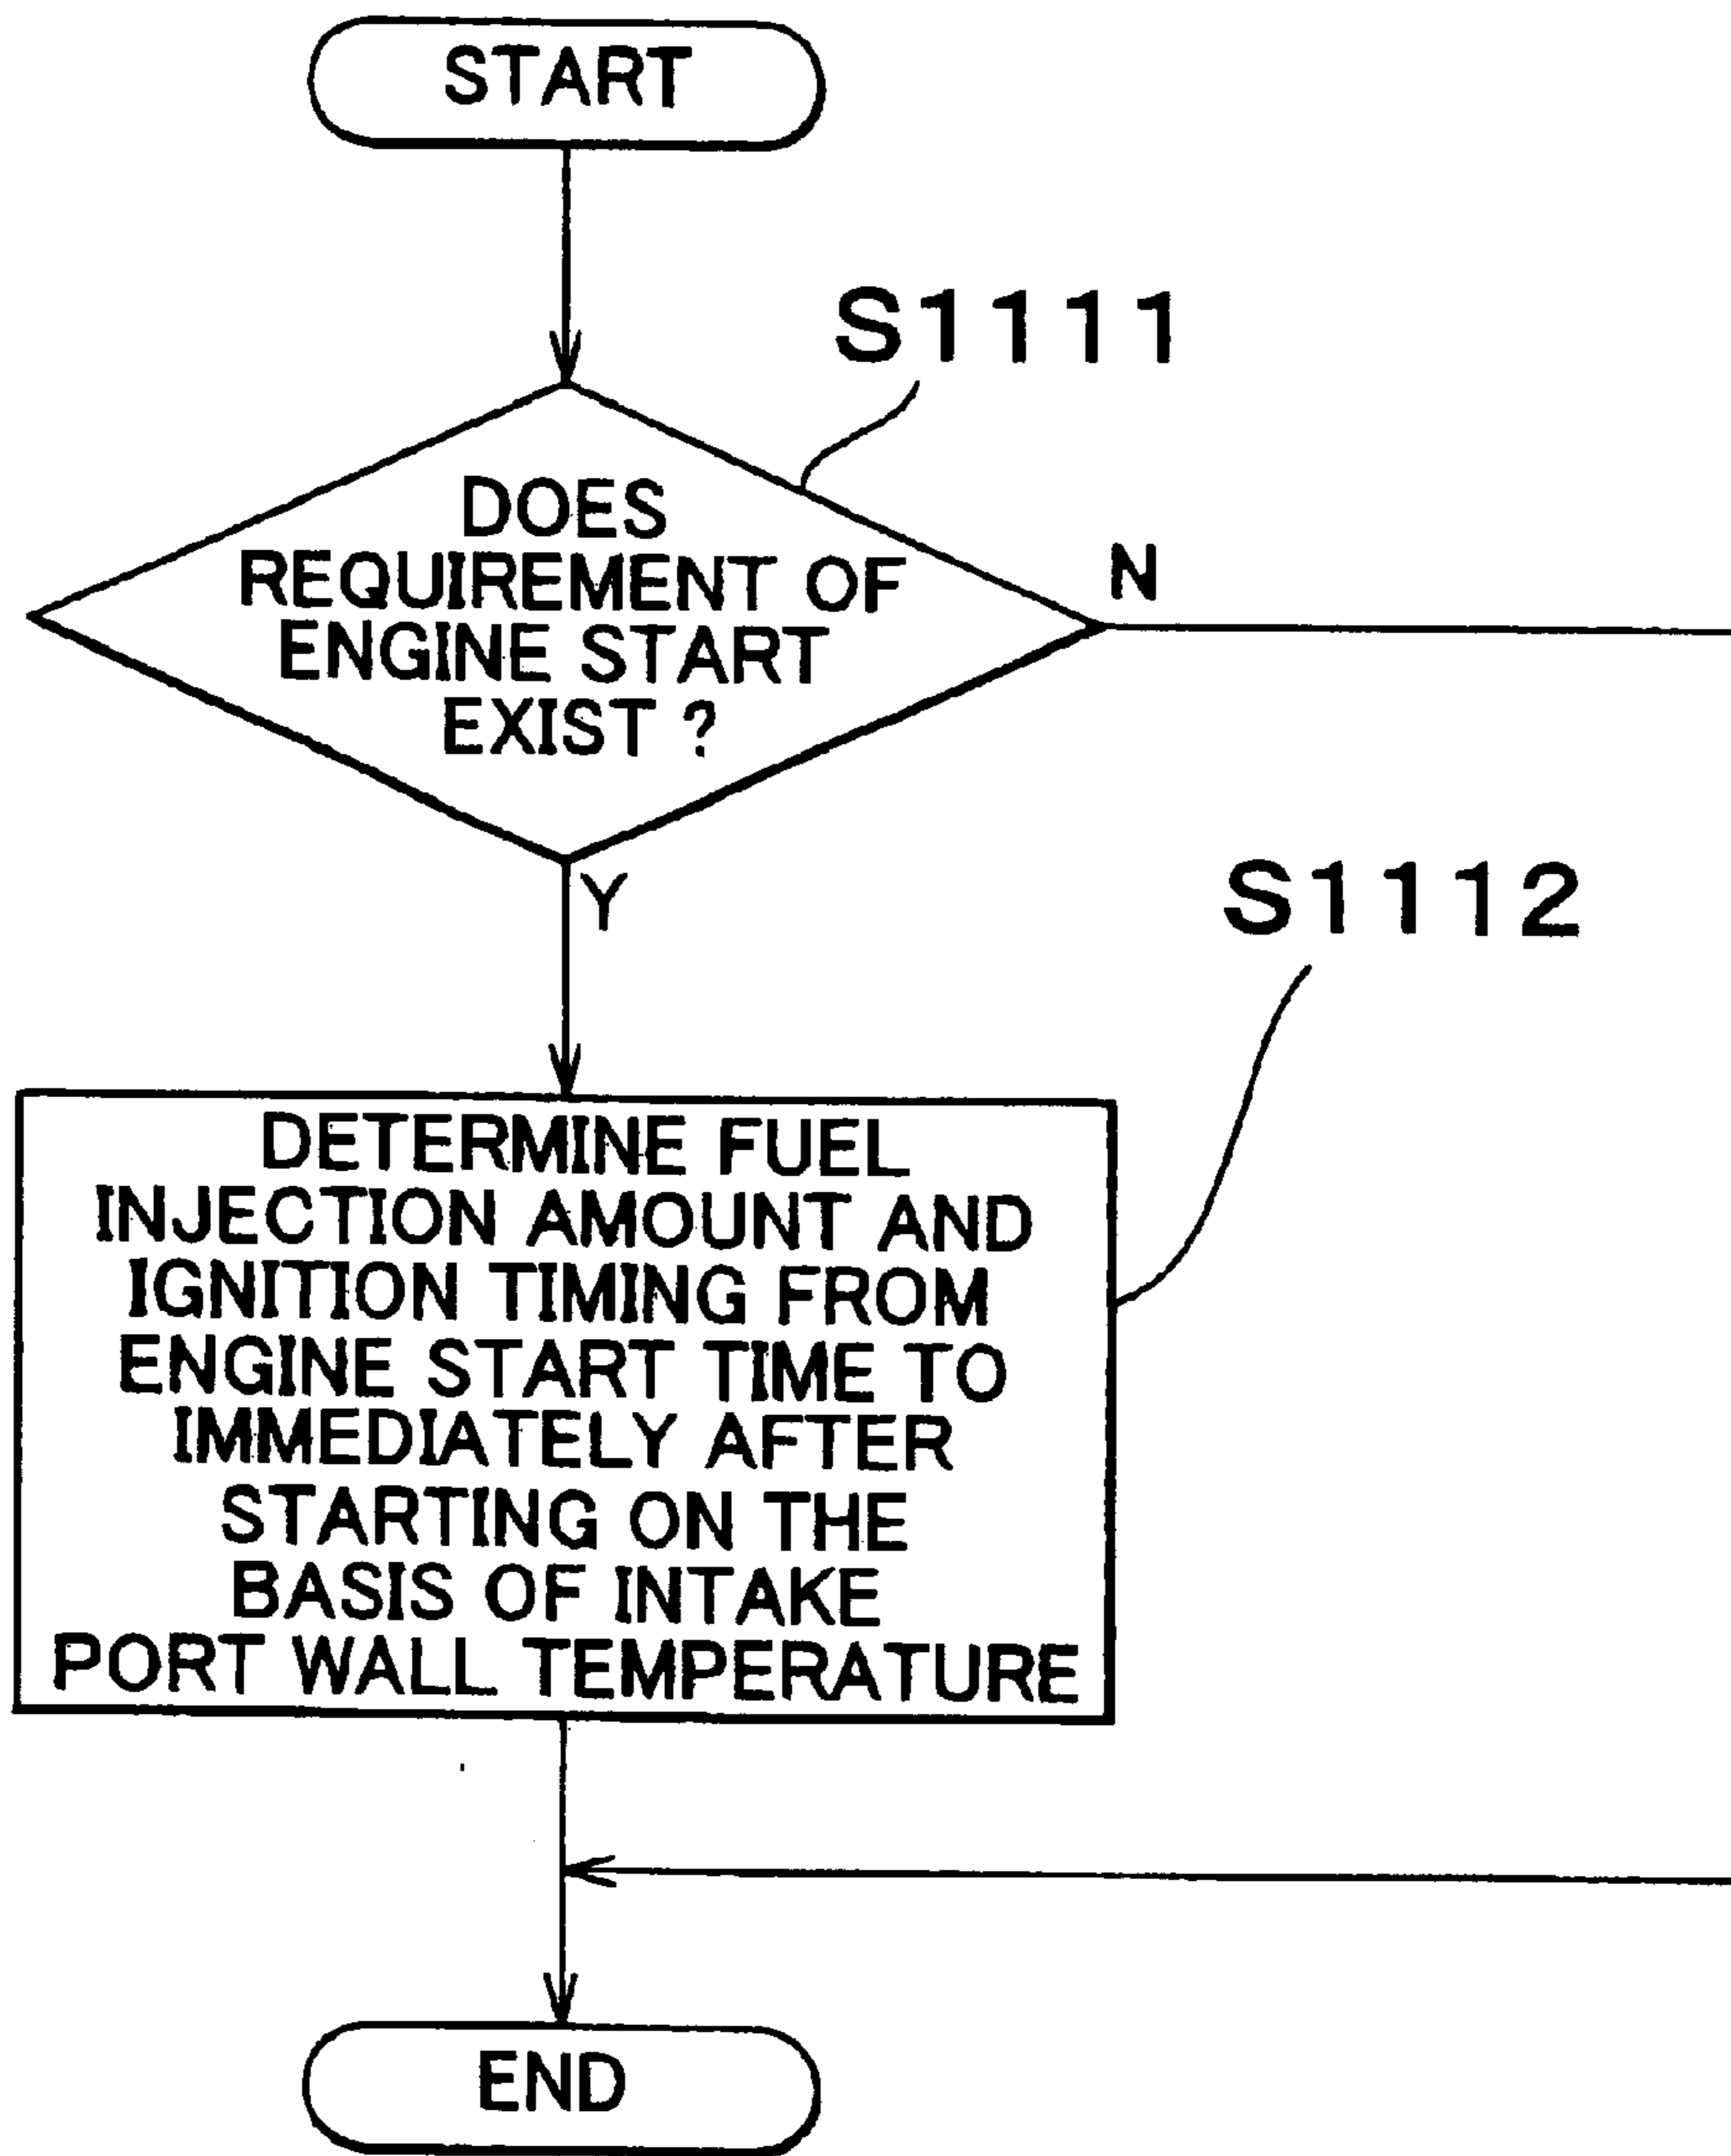 START
S1111
DOES
REQUIREMENT OF
ENGINE START
EXIST ?
N
Y
S1112
DETERMINE FUEL
INJECTION AMOUNT AND
IGNITION TIMING FROM
ENGINE START TIME TO
IMMEDIATELY AFTER
STARTING ON THE
BASIS OF INTAKE
PORT WALL TEMPERATURE
END